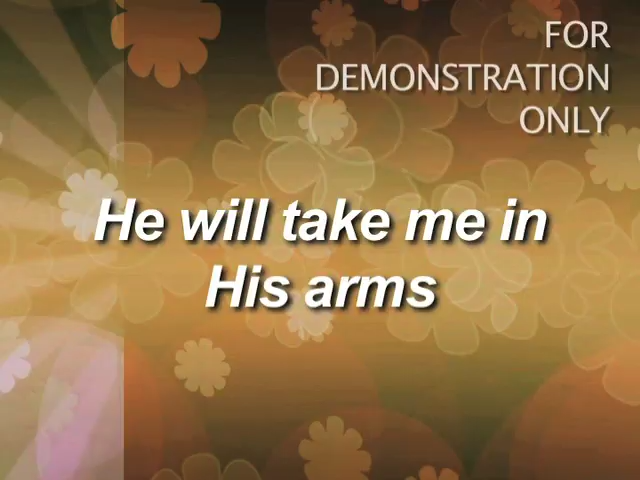 FOR
DEMONSTRATION
ONLY
He will take me in
His arms